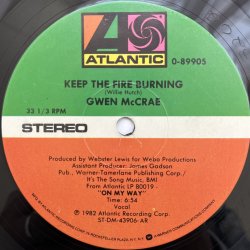 ATLANTIC
0-89905
KEEP THE FIRE BURNING
(Willie Hutch)
33 1/3 RPM
GWEN McCRAE
STEREO
Produced by Webster Lewis for Webo Productions
Assistant Producer: James Gadson
Pub., Warner-Tamerlane Publishing Corp./
It's The Song Music, BMI
From Atlantic LP 80019
"ON MY WAY"
Time: 6:54
Vocal
℗ 1982 Atlantic Recording Corp.
ST-DM-43906-AR